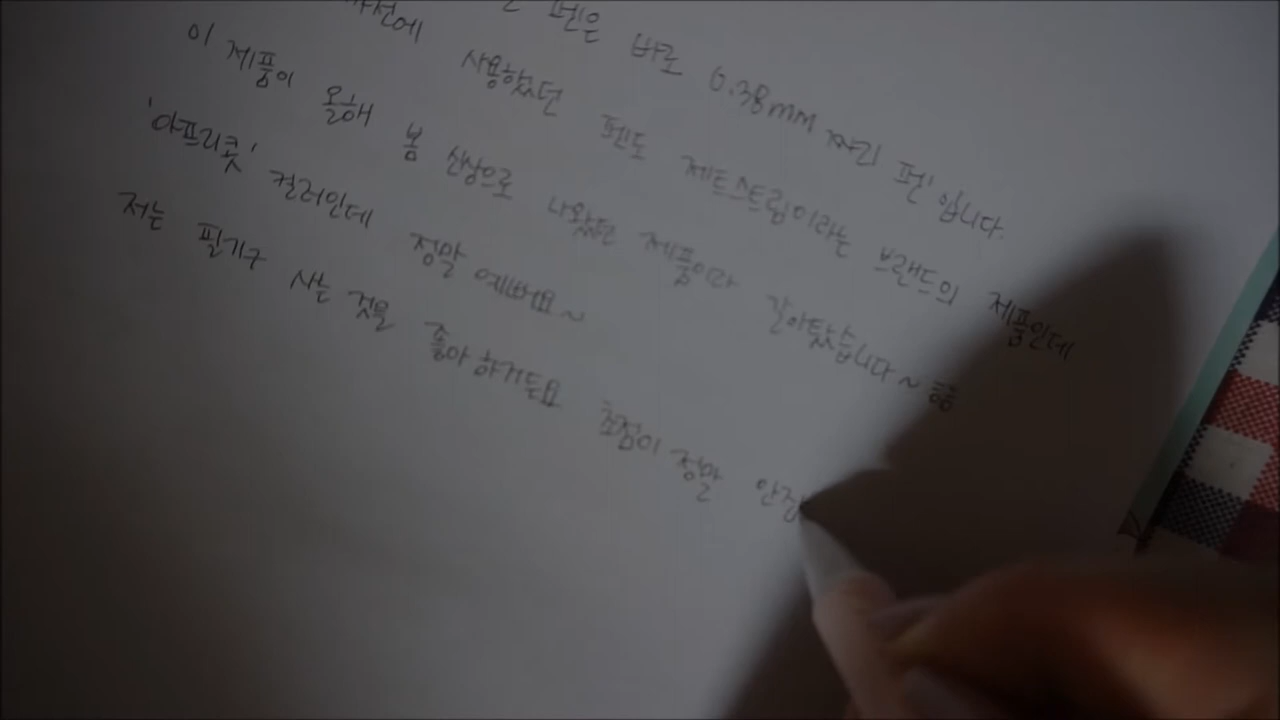 펜은 바로 0.38mm 짜리 펜'입니다.
사용했던 펜도 제트스트림이라는 브랜드의 제품인데
이 제품이 올해 봄 신상으로 나왔던 제품이라 갈아탔습니다~
'아프리콧' 컬러인데 정말 예뻐요~
저는 필기구 사는 것을 좋아하거든요 초점이 정말 안잡